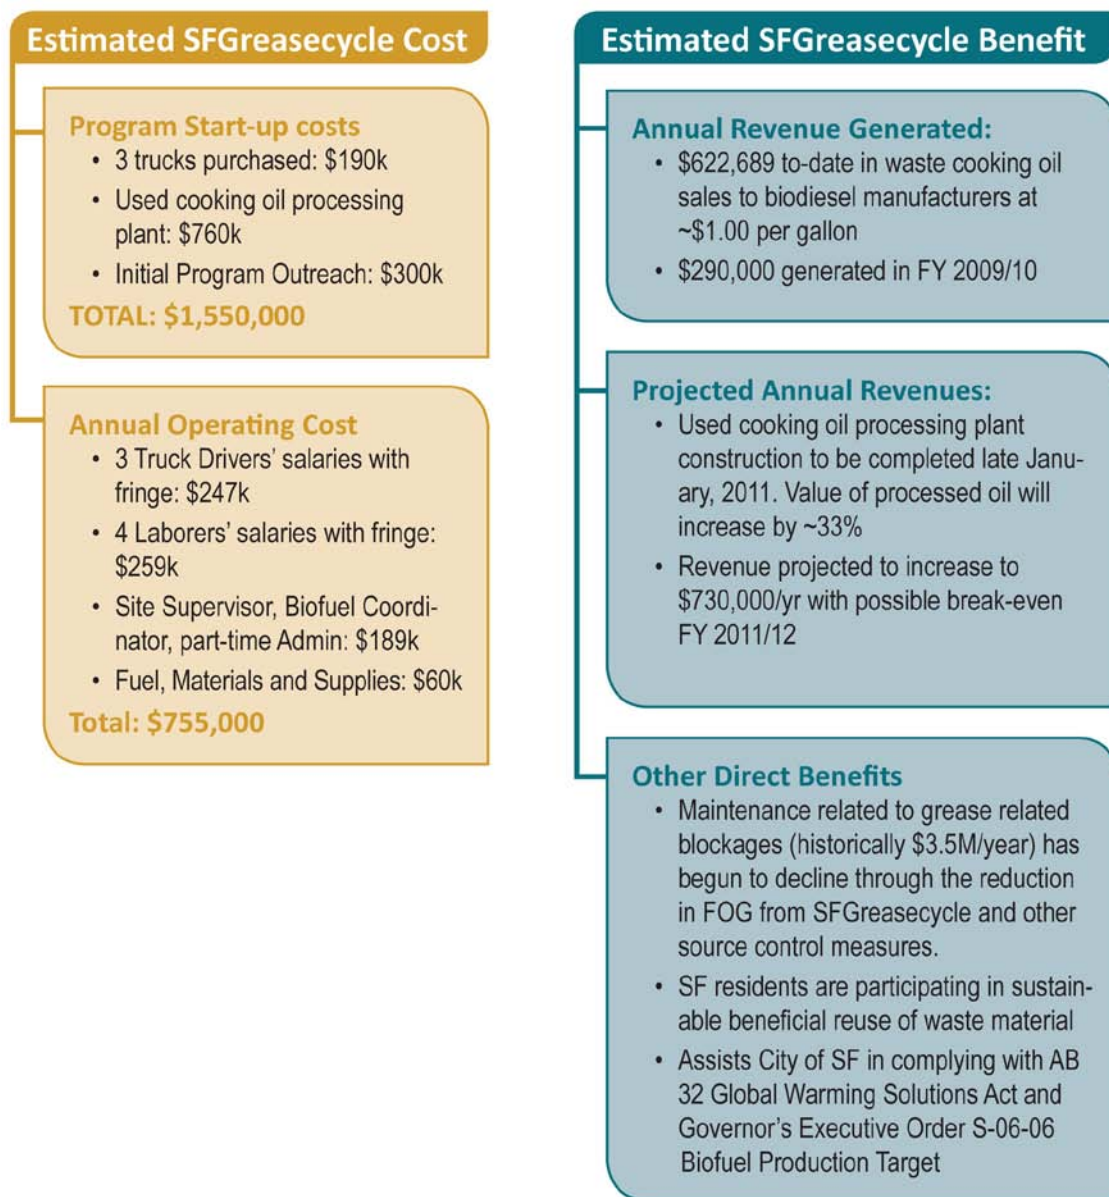 Estimated SFGreasecycle Cost
Program Start-up costs
• 3 trucks purchased: $190k
• Used cooking oil processing
plant: $760k
• Initial Program Outreach: $300k
TOTAL: $1,550,000
Annual Operating Cost
• 3 Truck Drivers’ salaries with
fringe: $247k
• 4 Laborers’ salaries with fringe:
$259k
• Site Supervisor, Biofuel Coordi-
nator, part-time Admin: $189k
• Fuel, Materials and Supplies: $60k
Total: $755,000
Estimated SFGreasecycle Benefit
Annual Revenue Generated:
• $622,689 to-date in waste cooking oil
sales to biodiesel manufacturers at
~$1.00 per gallon
• $290,000 generated in FY 2009/10
Projected Annual Revenues:
• Used cooking oil processing plant
construction to be completed late Janu-
ary, 2011. Value of processed oil will
increase by ~33%
• Revenue projected to increase to
$730,000/yr with possible break-even
FY 2011/12
Other Direct Benefits
• Maintenance related to grease related
blockages (historically $3.5M/year) has
begun to decline through the reduction
in FOG from SFGreasecycle and other
source control measures.
• SF residents are participating in sustain-
able beneficial reuse of waste material
• Assists City of SF in complying with AB
32 Global Warming Solutions Act and
Governor’s Executive Order S-06-06
Biofuel Production Target